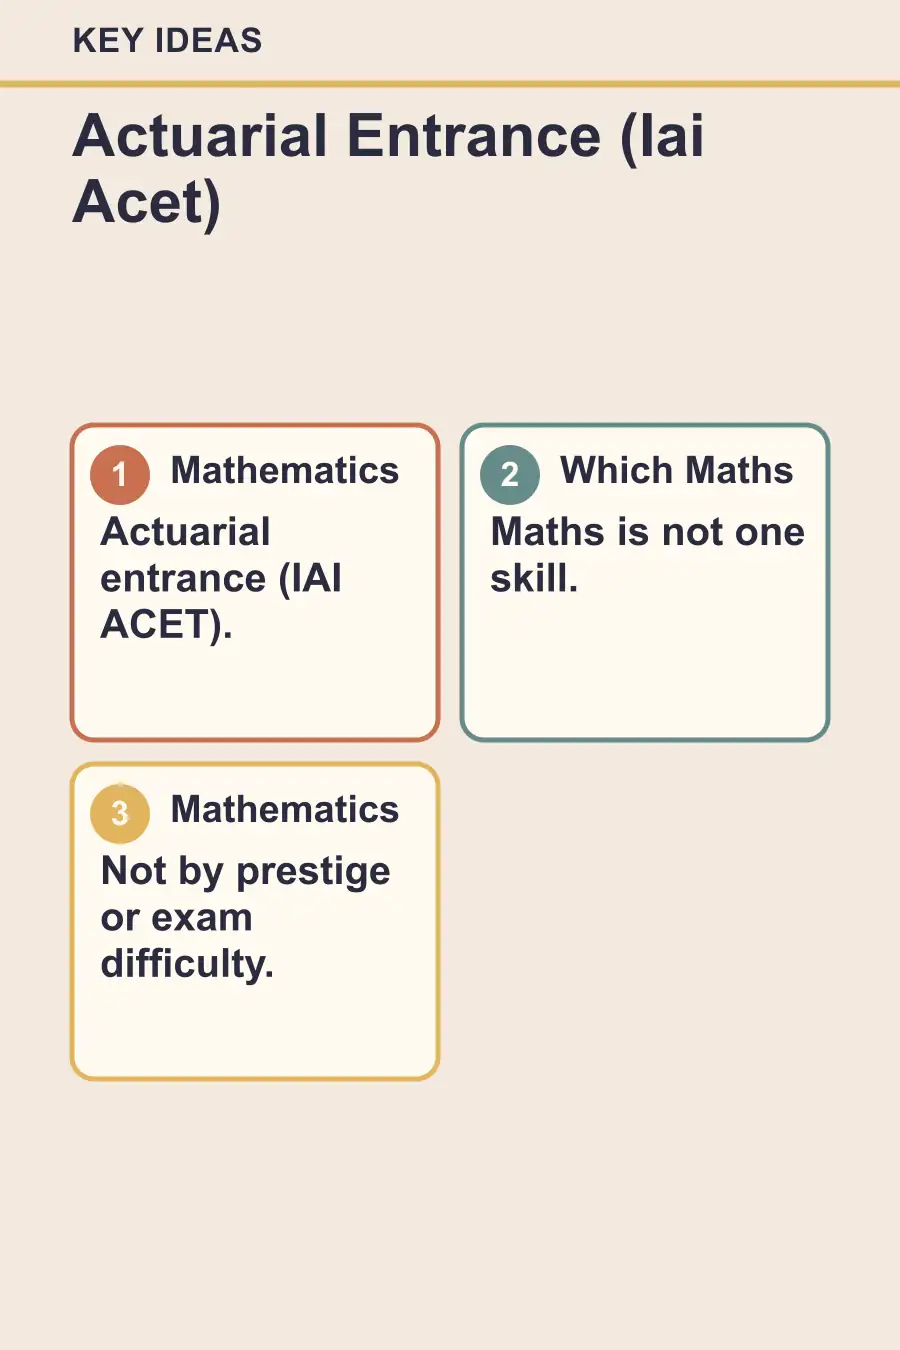 KEY IDEAS
Actuarial Entrance (Iai
Acet)
1 Mathematics
Actuarial
entrance (IAI
ACET).
2 Which Maths
Maths is not one
skill.
3 Mathematics
Not by prestige
or exam
difficulty.